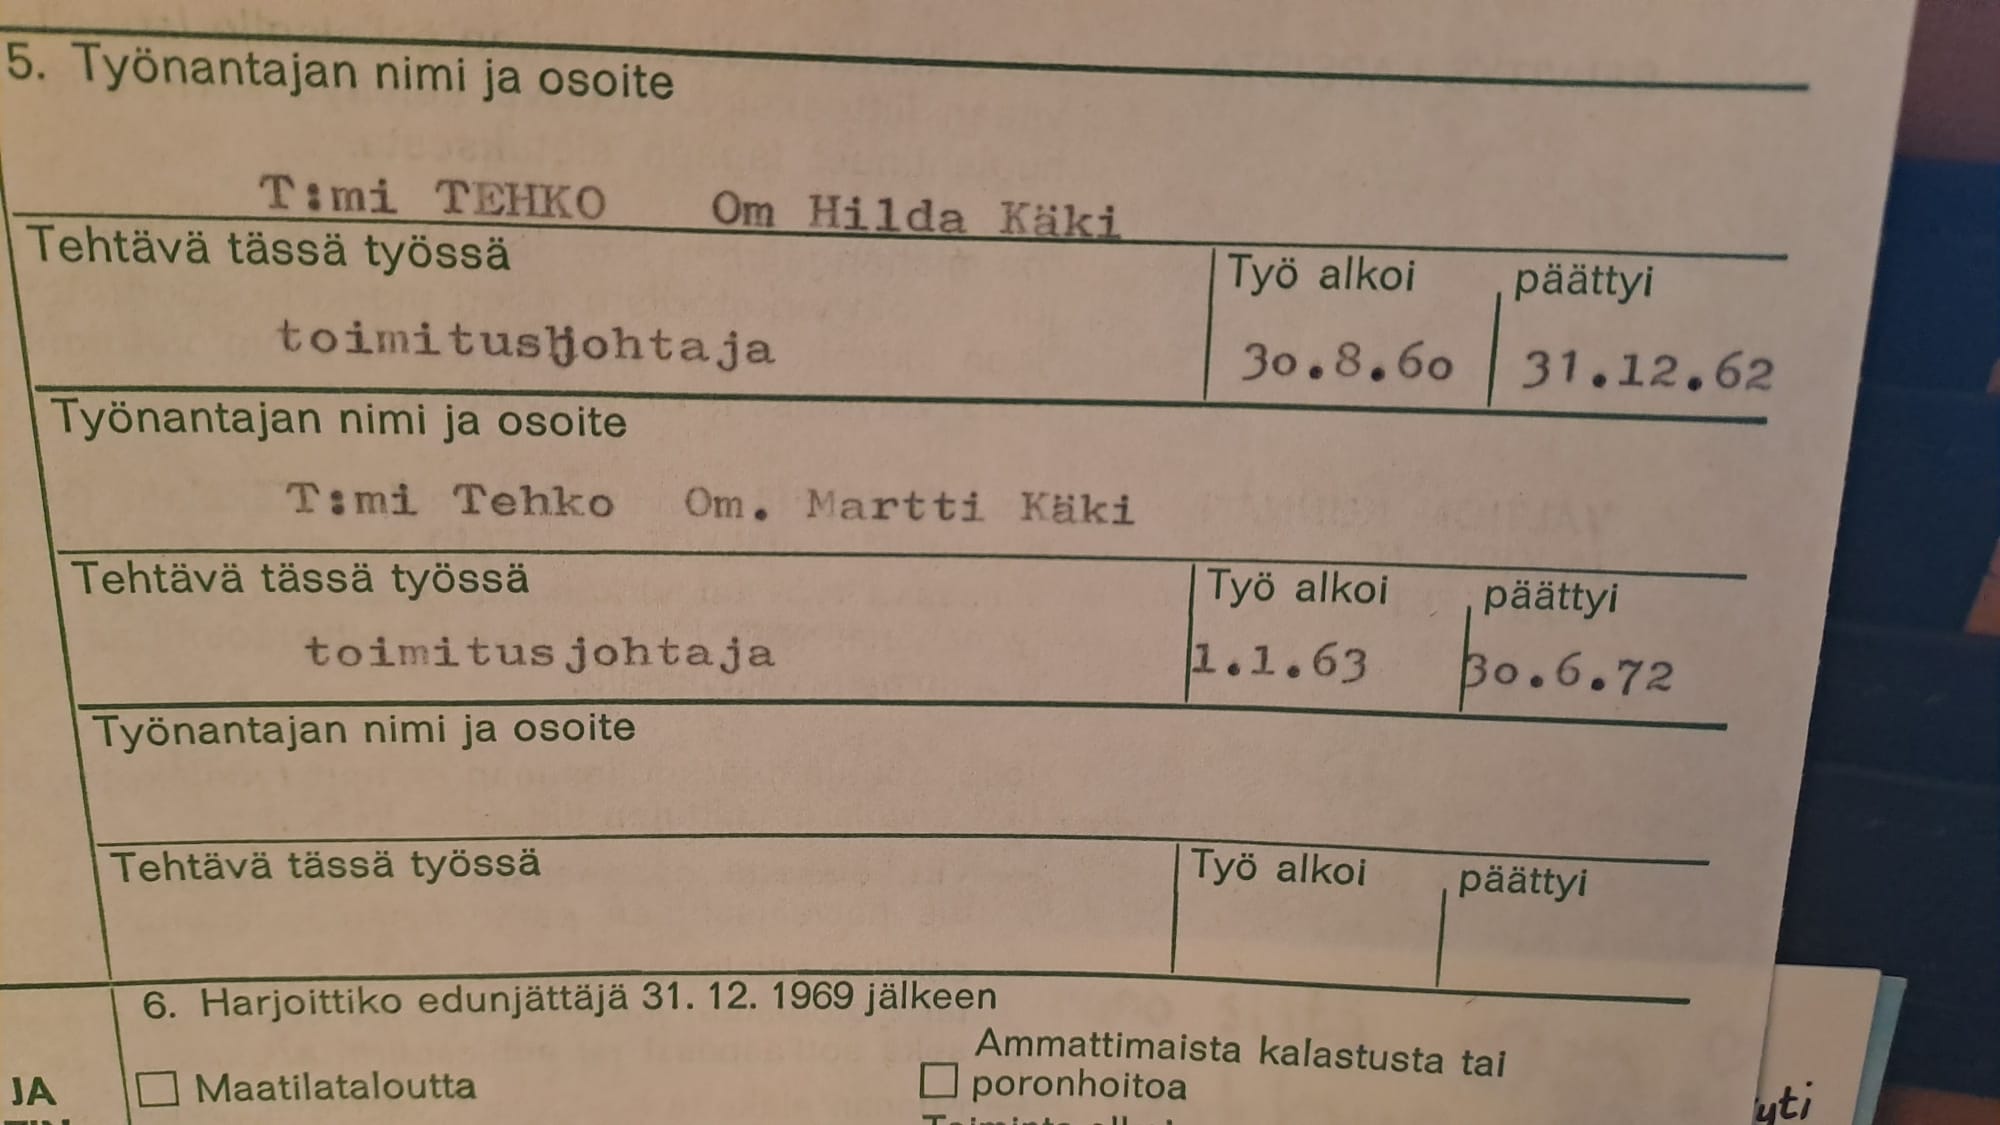 5. Työnantajan nimi ja osoite
T:mi TEHKO Om Hilda Käki
Tehtävä tässä työssä
Työ alkoi päättyi
toimitusjohtaja 30.8.60 31.12.62
Työnantajan nimi ja osoite
T:mi Tehko Om. Martti Käki
Tehtävä tässä työssä
Työ alkoi päättyi
toimitusjohtaja 1.1.63 30.6.72
Työnantajan nimi ja osoite
Tehtävä tässä työssä
Työ alkoi päättyi
6. Harjoittiko edunjättäjä 31. 12. 1969 jälkeen
JA
Maatilataloutta
Ammattimaista kalastusta tai
poronhoitoa